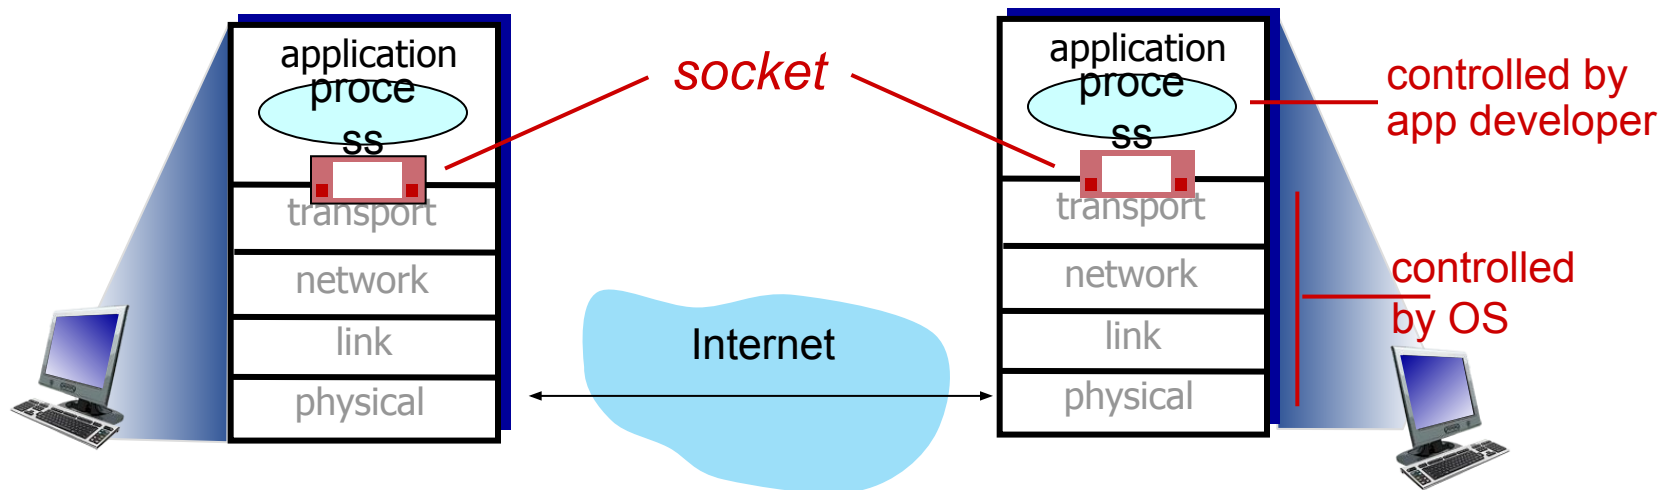 application
proce
ss
transport
network
link
physical
socket
Internet
application
proce
ss
transport
network
link
physical
controlled by
app developer
controlled
by OS